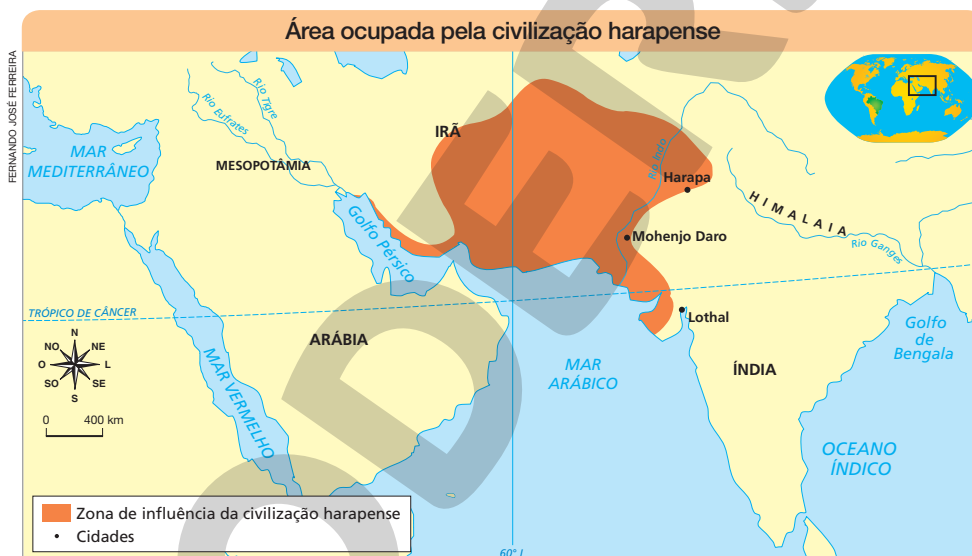 Área ocupada pela civilização harapense
FERNANDO JOSÉ FERREIRA
Rio Tigre
Rio Eufrates
IRÃ
MAR
MEDITERRÂNEO
MESOPOTÂMIA
Rio Indo
Harapa
HIMALAIA
Golfo Pérsico
Mohenjo Daro
Rio Ganges
TRÓPICO DE CÂNCER
Lothal
ARÁBIA
Golfo
de
Bengala
N
NO
NE
O
L
SO
SE
S
MAR VERMELHO
MAR
ARÁBICO
ÍNDIA
0 400 km
OCEANO
ÍNDICO
Zona de influência da civilização harapense
Cidades
60° L